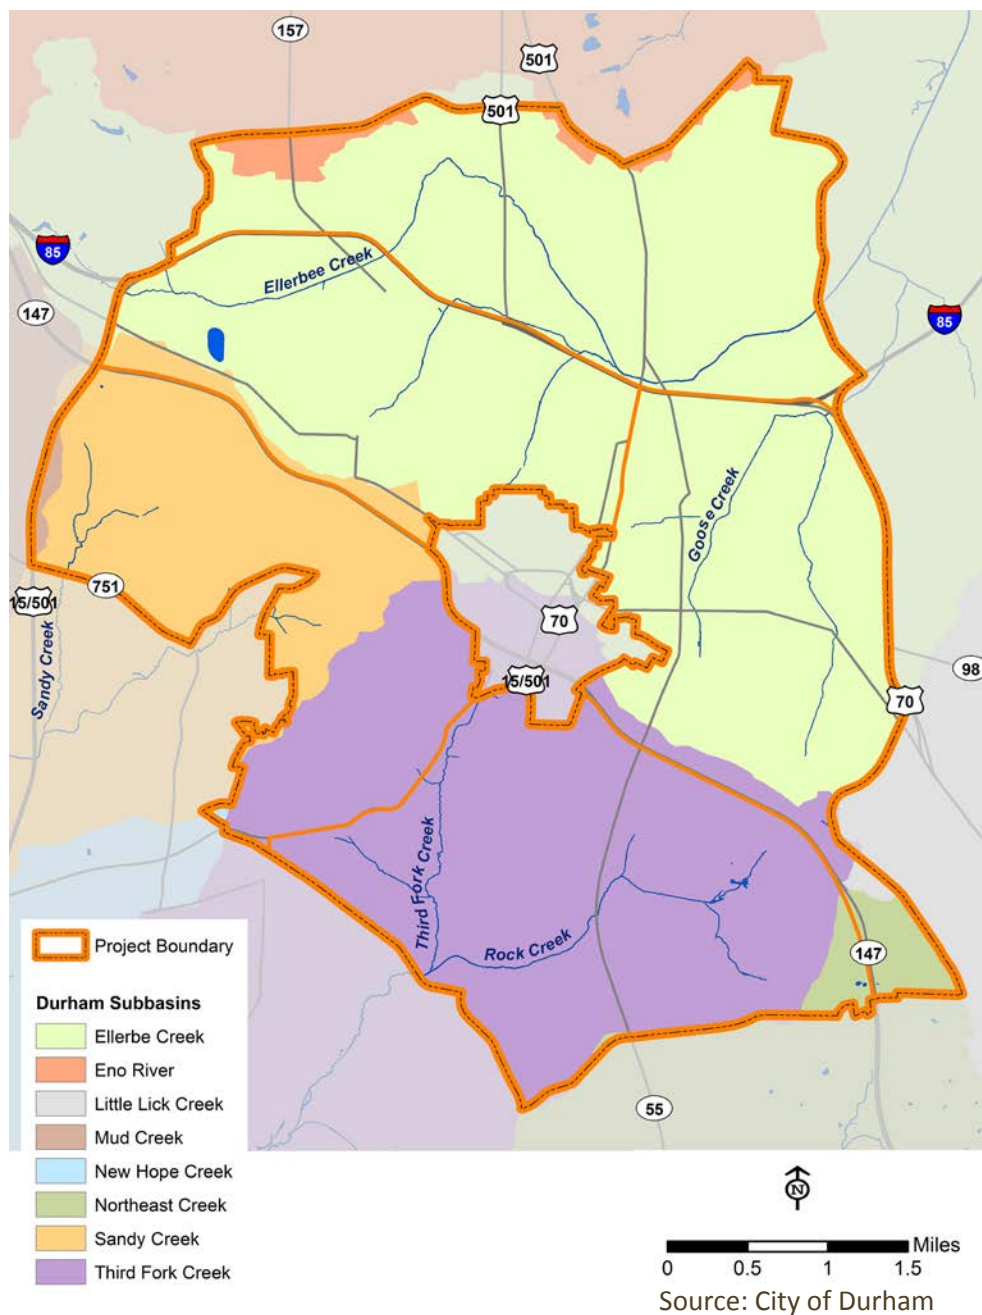 157
501
501
85
Ellerbee Creek
147
85
Goose Creek
751
15/501
70
Sandy Creek
15/501
98
70
Third Fork Creek
Rock Creek
147
55
Project Boundary
Durham Subbasins
Ellerbe Creek
Eno River
Little Lick Creek
Mud Creek
New Hope Creek
Northeast Creek
Sandy Creek
Third Fork Creek
N
Miles
0 0.5 1 1.5
Source: City of Durham